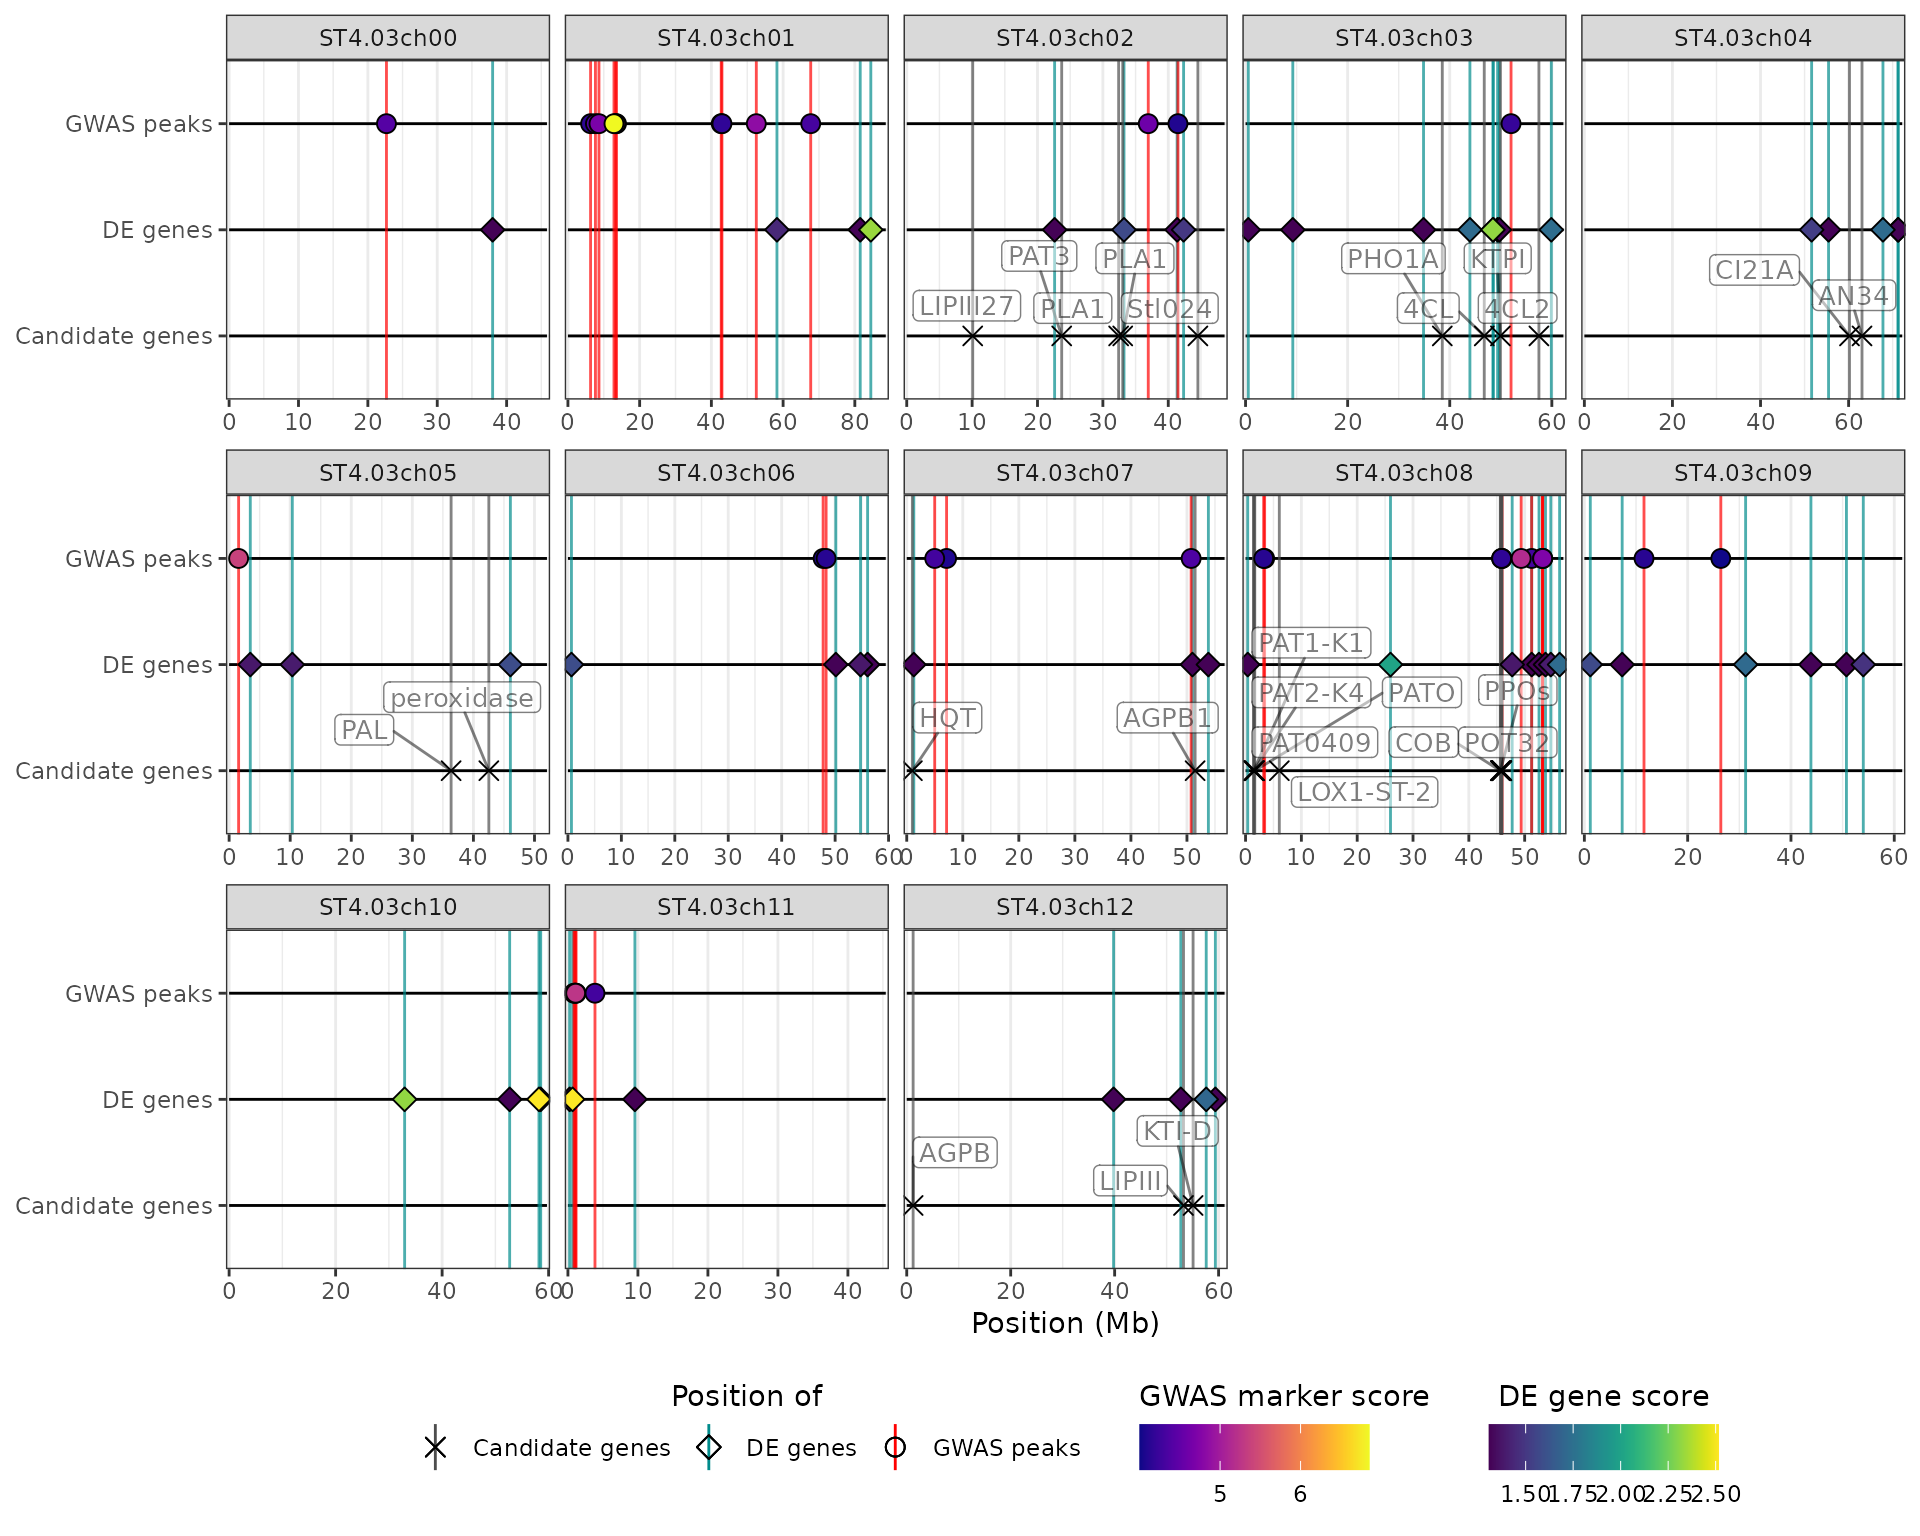 ST4.03ch00 ST4.03ch01 ST4.03ch02 ST4.03ch03 ST4.03ch04
GWAS peaks
DE genes
PAT3 PLA1 PHO1A KTPI CI21A
LIPIII27 PLA1 Stl024 4CL 4CL2 AN34
Candidate genes
0 10 20 30 40 0 20 40 60 80 0 10 20 30 40 0 20 40 60 0 20 40 60
ST4.03ch05 ST4.03ch06 ST4.03ch07 ST4.03ch08 ST4.03ch09
GWAS peaks
PAT1-K1
DE genes
peroxidase PAT2-K4 PATO PPOs
PAL HQT AGPB1 PAT0409 COB POT32
Candidate genes
LOX1-ST-2
0 10 20 30 40 50 0 10 20 30 40 50 60 0 10 20 30 40 50 0 10 20 30 40 50 0 20 40 60
ST4.03ch10 ST4.03ch11 ST4.03ch12
GWAS peaks
DE genes
KTI-D
AGPB
LIPIII
Candidate genes
0 20 40 60 0 10 20 30 40 0 20 40 60
Position (Mb)
Position of GWAS marker score DE gene score
Candidate genes DE genes GWAS peaks
5 6 1.50 1.75 2.00 2.25 2.50